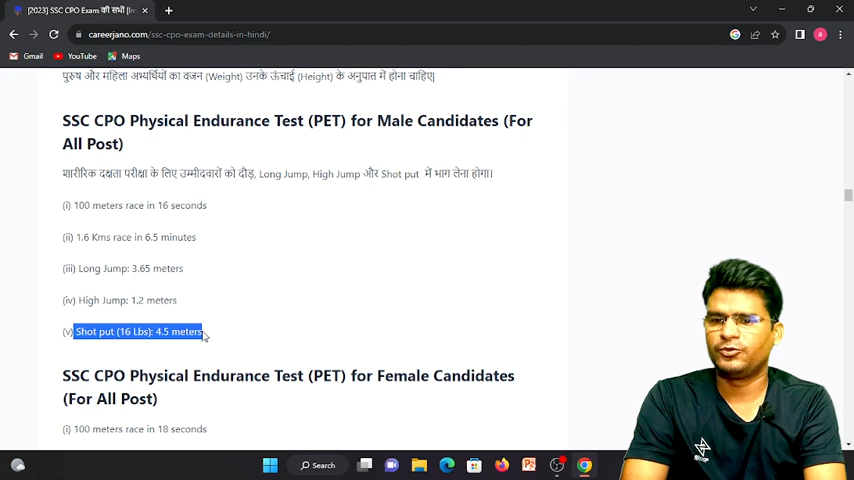 [2023] SSC CPO Exam की सभी [In
careerjano.com/ssc-cpo-exam-details-in-hindi/
a
Gmail
YouTube
Maps
पुरुष और महिला अभ्यर्थियों का वजन (Weight) उनके ऊंचाई (Height) के अनुपात में होना चाहिए|
SSC CPO Physical Endurance Test (PET) for Male Candidates (For
All Post)
शारीरिक दक्षता परीक्षा के लिए उम्मीदवारों को दौड़, Long Jump, High Jump और Shot put में भाग लेना होगा।
(i) 100 meters race in 16 seconds
(ii) 1.6 Kms race in 6.5 minutes
(iii) Long Jump: 3.65 meters
(iv) High Jump: 1.2 meters
(v) Shot put (16 Lbs): 4.5 meters
SSC CPO Physical Endurance Test (PET) for Female Candidates
(For All Post)
(i) 100 meters race in 18 seconds
Search